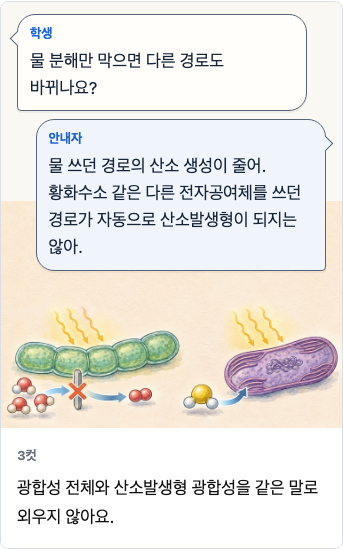 학생
물 분해만 막으면 다른 경로도
바뀌나요?
안내자
물 쓰던 경로의 산소 생성이 줄어.
황화수소 같은 다른 전자공여체를 쓰던
경로가 자동으로 산소발생형이 되지는
않아.
3컷
광합성 전체와 산소발생형 광합성을 같은 말로
외우지 않아요.